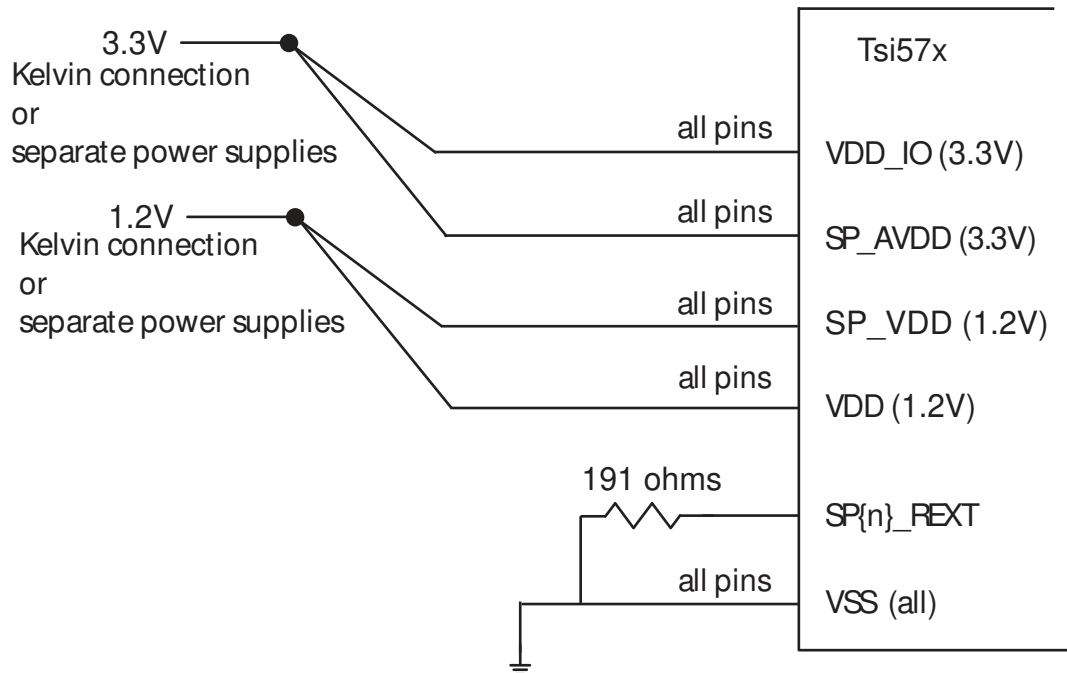 3.3V
Kelvin connection
or
separate power supplies
1.2V
Kelvin connection
or
separate power supplies
Tsi57x
all pins
VDD_IO (3.3V)
all pins
SP_AVDD (3.3V)
all pins
SP_VDD (1.2V)
all pins
VDD (1.2V)
191 ohms
SP{n}_REXT
all pins
VSS (all)